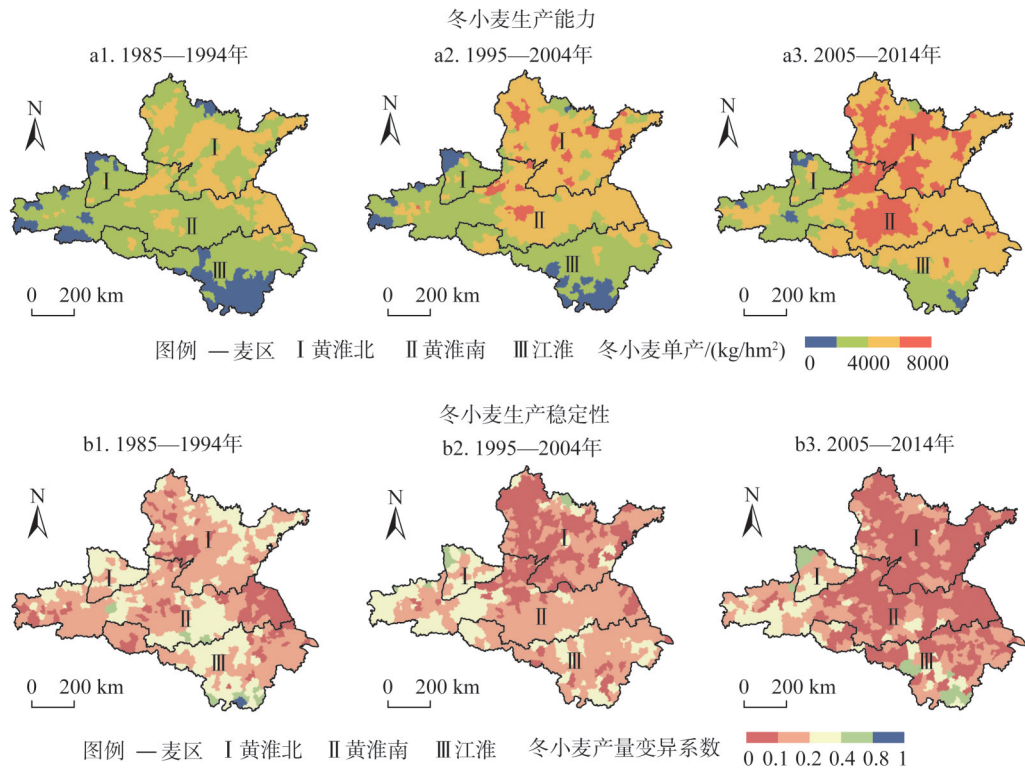 冬小麦生产能力
a1. 1985—1994年
a2. 1995—2004年
a3. 2005—2014年
N
Ⅰ
Ⅰ
Ⅱ
Ⅲ
0 200 km
N
Ⅰ
Ⅰ
Ⅱ
Ⅲ
0 200 km
N
Ⅰ
Ⅰ
Ⅱ
Ⅲ
0 200 km
图例 —麦区 Ⅰ黄淮北 Ⅱ黄淮南 Ⅲ江淮 冬小麦单产/(kg/hm²)
0 4000 8000
冬小麦生产稳定性
b1. 1985—1994年
b2. 1995—2004年
b3. 2005—2014年
N
Ⅰ
Ⅰ
Ⅱ
Ⅲ
0 200 km
N
Ⅰ
Ⅰ
Ⅱ
Ⅲ
0 200 km
N
Ⅰ
Ⅰ
Ⅱ
Ⅲ
0 200 km
图例 —麦区 Ⅰ黄淮北 Ⅱ黄淮南 Ⅲ江淮 冬小麦产量变异系数
0 0.1 0.2 0.4 0.8 1